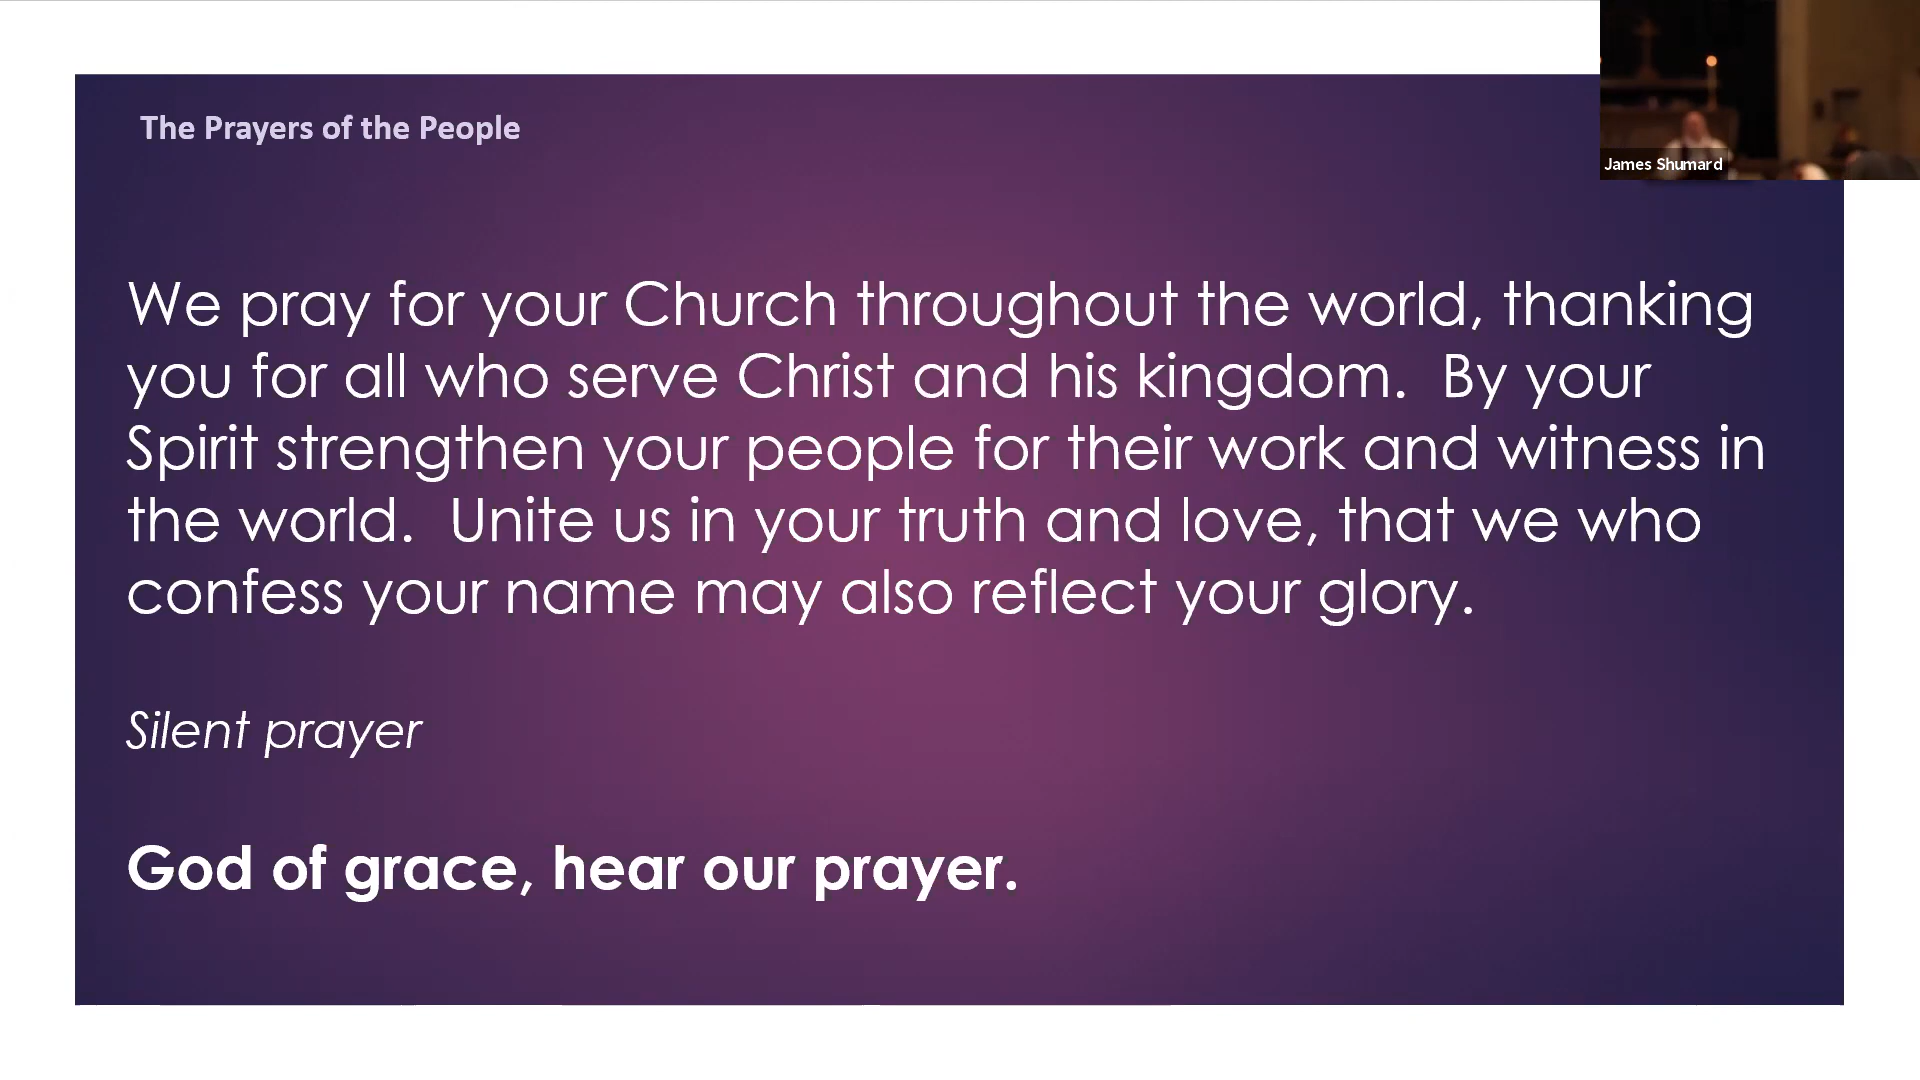 The Prayers of the People
James Shumard
We pray for your Church throughout the world, thanking
you for all who serve Christ and his kingdom.  By your
Spirit strengthen your people for their work and witness in
the world.  Unite us in your truth and love, that we who
confess your name may also reflect your glory.
Silent prayer
God of grace, hear our prayer.